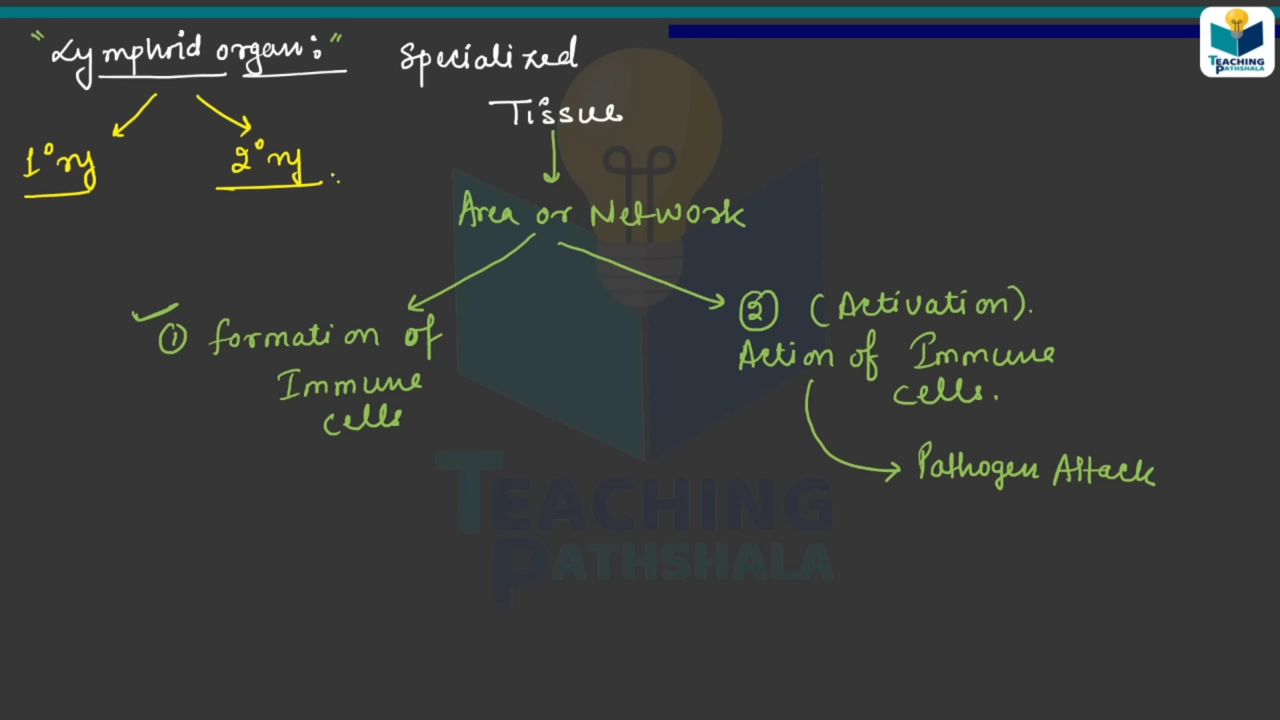 "Lymphoid organ:"
Specialized
Tissue
1°ry
2°ry
Area or Network
① formation of
Immune
cells
② (Activation).
Action of Immune
cells.
Pathogen Attack
TEACHING
PATHSHALA
TEACHING
PATHSHALA